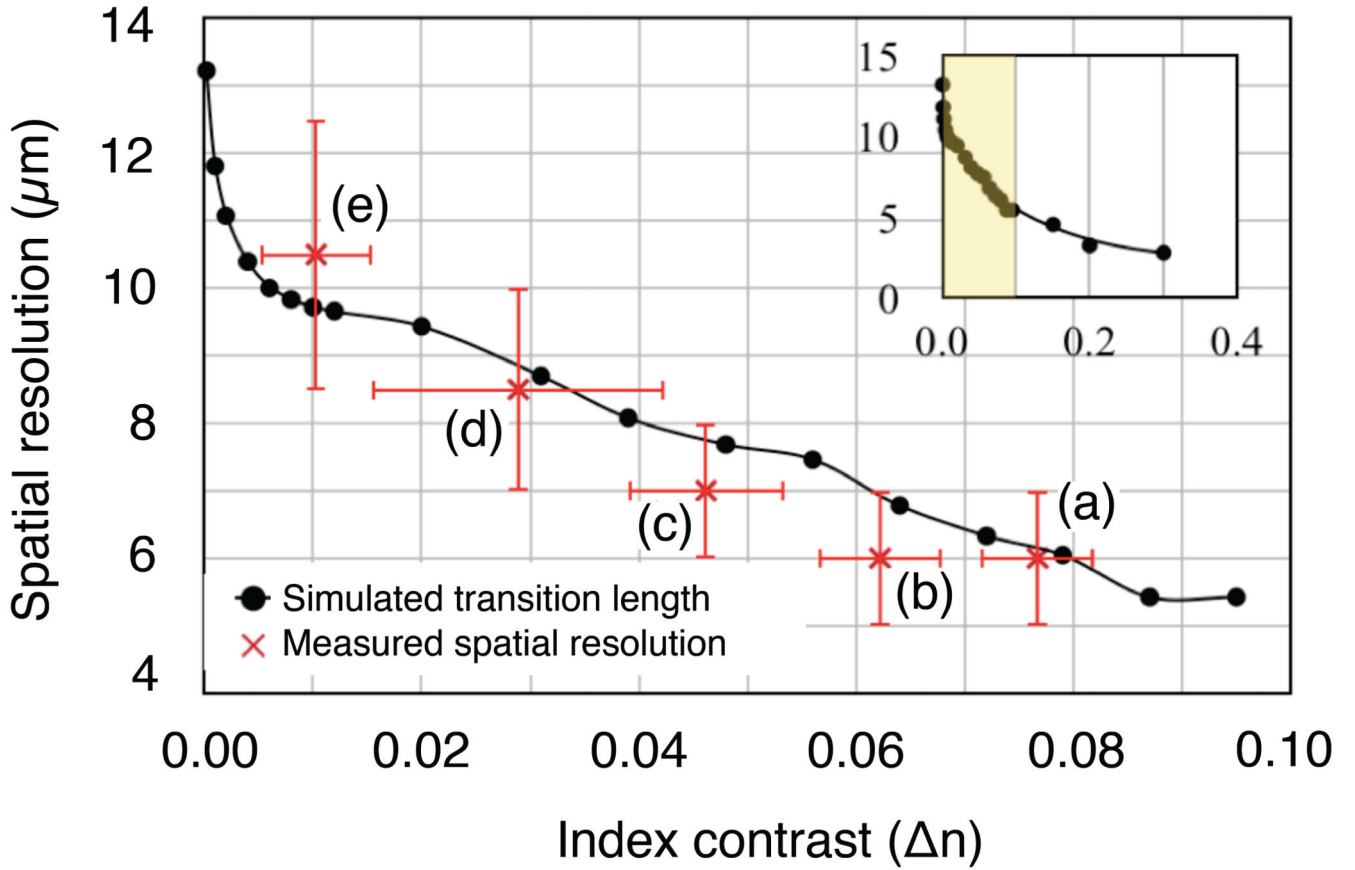 14
12
10
8
6
4
Spatial resolution (μm)
0.00 0.02 0.04 0.06 0.08 0.10
Index contrast (Δn)
(e)
(d)
(c)
(b)
(a)
Simulated transition length
Measured spatial resolution
15
10
5
0
0.0 0.2 0.4